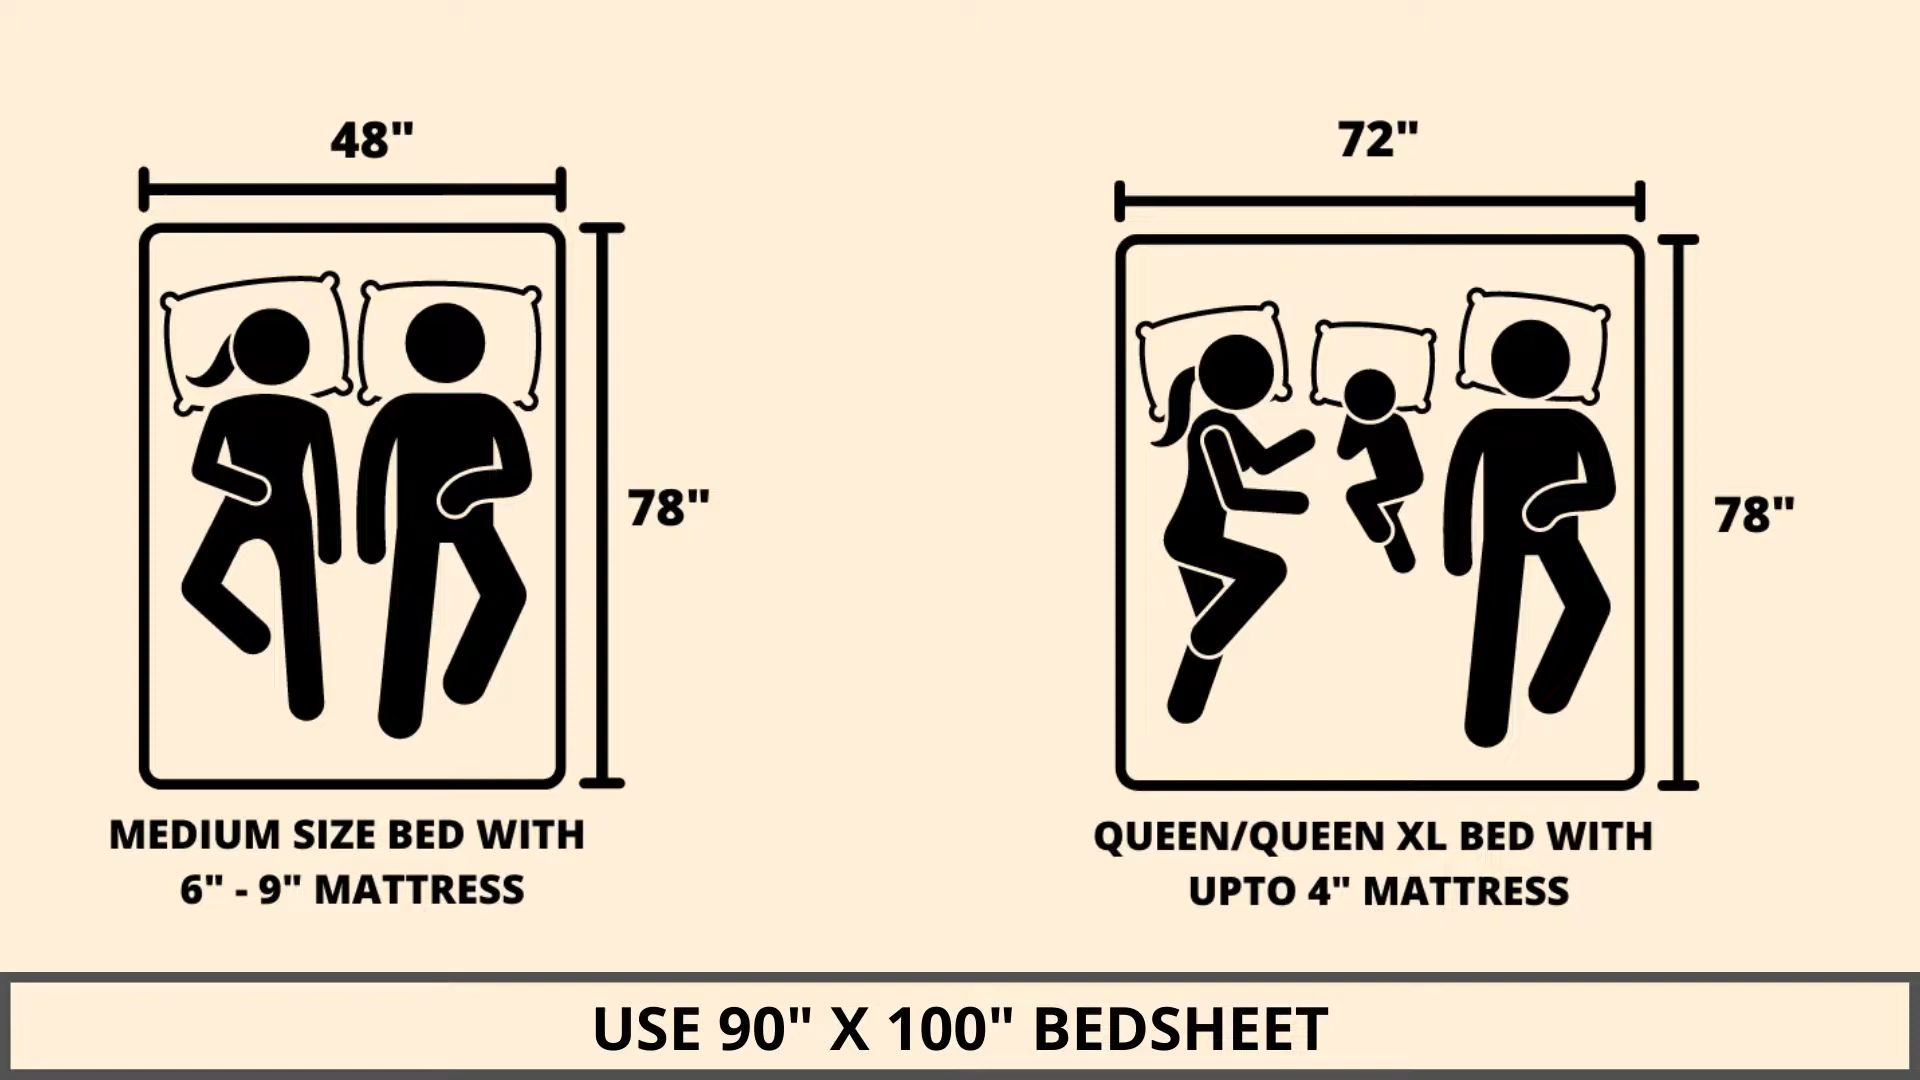 48"
78"
MEDIUM SIZE BED WITH
6" - 9" MATTRESS
72"
78"
QUEEN/QUEEN XL BED WITH
UPTO 4" MATTRESS
USE 90" X 100" BEDSHEET